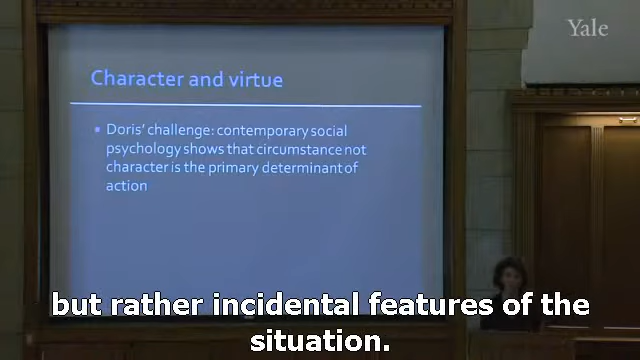 Yale
Character and virtue
Doris' challenge: contemporary social
psychology shows that circumstance not
character is the primary determinant of
action
but rather incidental features of the
situation.